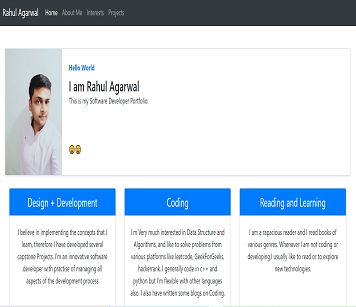 Rahul Agarwal Home About Me Interests Projects
Hello World
I am Rahul Agarwal
This is my Software Developer Portfolio.
Design + Development
I believe in implementing the concepts that I
learn, therefore I have developed several
capstone Projects. I'm an innovative software
developer with practise of managing all
aspects of the development process
Coding
I m Very much interested in Data Structure and
Algorithms, and like to solve problems from
various platforms like leetcode, GeekForGeeks,
hackerrank. I generally code in c++ and
python but I'm flexible with other languages
also. I also have written some blogs on Coding.
Reading and Learning
I am a rapacious reader and I read books of
various genres. Whenever I am not coding or
developing I usually like to read or to explore
new technologies.